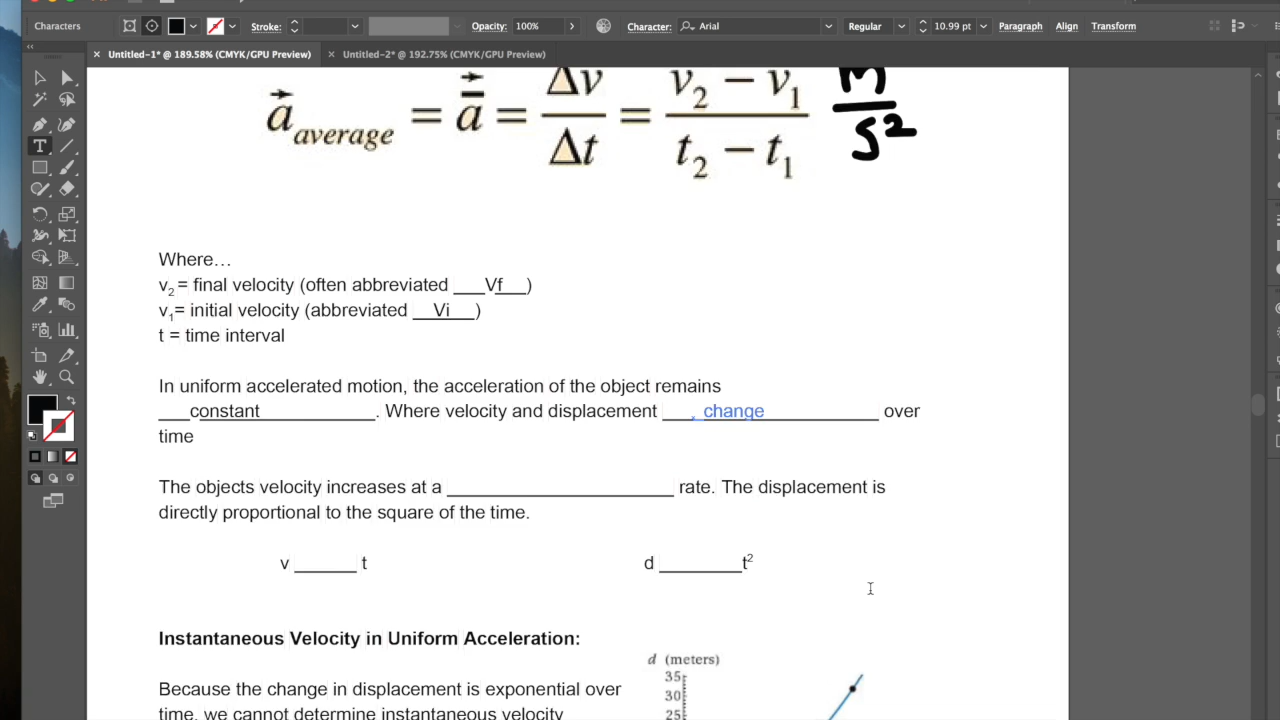 Characters Stroke: Opacity: 100% Character: Arial Regular 10.99 pt Paragraph Align Transform
× Untitled-1* @ 189.58% (CMYK/GPU Preview) × Untitled-2* @ 192.75% (CMYK/GPU Preview)
a average = a = Δv/Δt = v₂ − v₁ / t₂ − t₁ m/s²
Where…
v₂ = final velocity (often abbreviated ___Vf___)
v₁= initial velocity (abbreviated __Vi___)
t = time interval
In uniform accelerated motion, the acceleration of the object remains
___constant______________. Where velocity and displacement ____change______________ over
time
The objects velocity increases at a ______________________ rate. The displacement is
directly proportional to the square of the time.
v ______ t d ________t²
Instantaneous Velocity in Uniform Acceleration:
d (meters)
35
Because the change in displacement is exponential over
30
time, we cannot determine instantaneous velocity
25